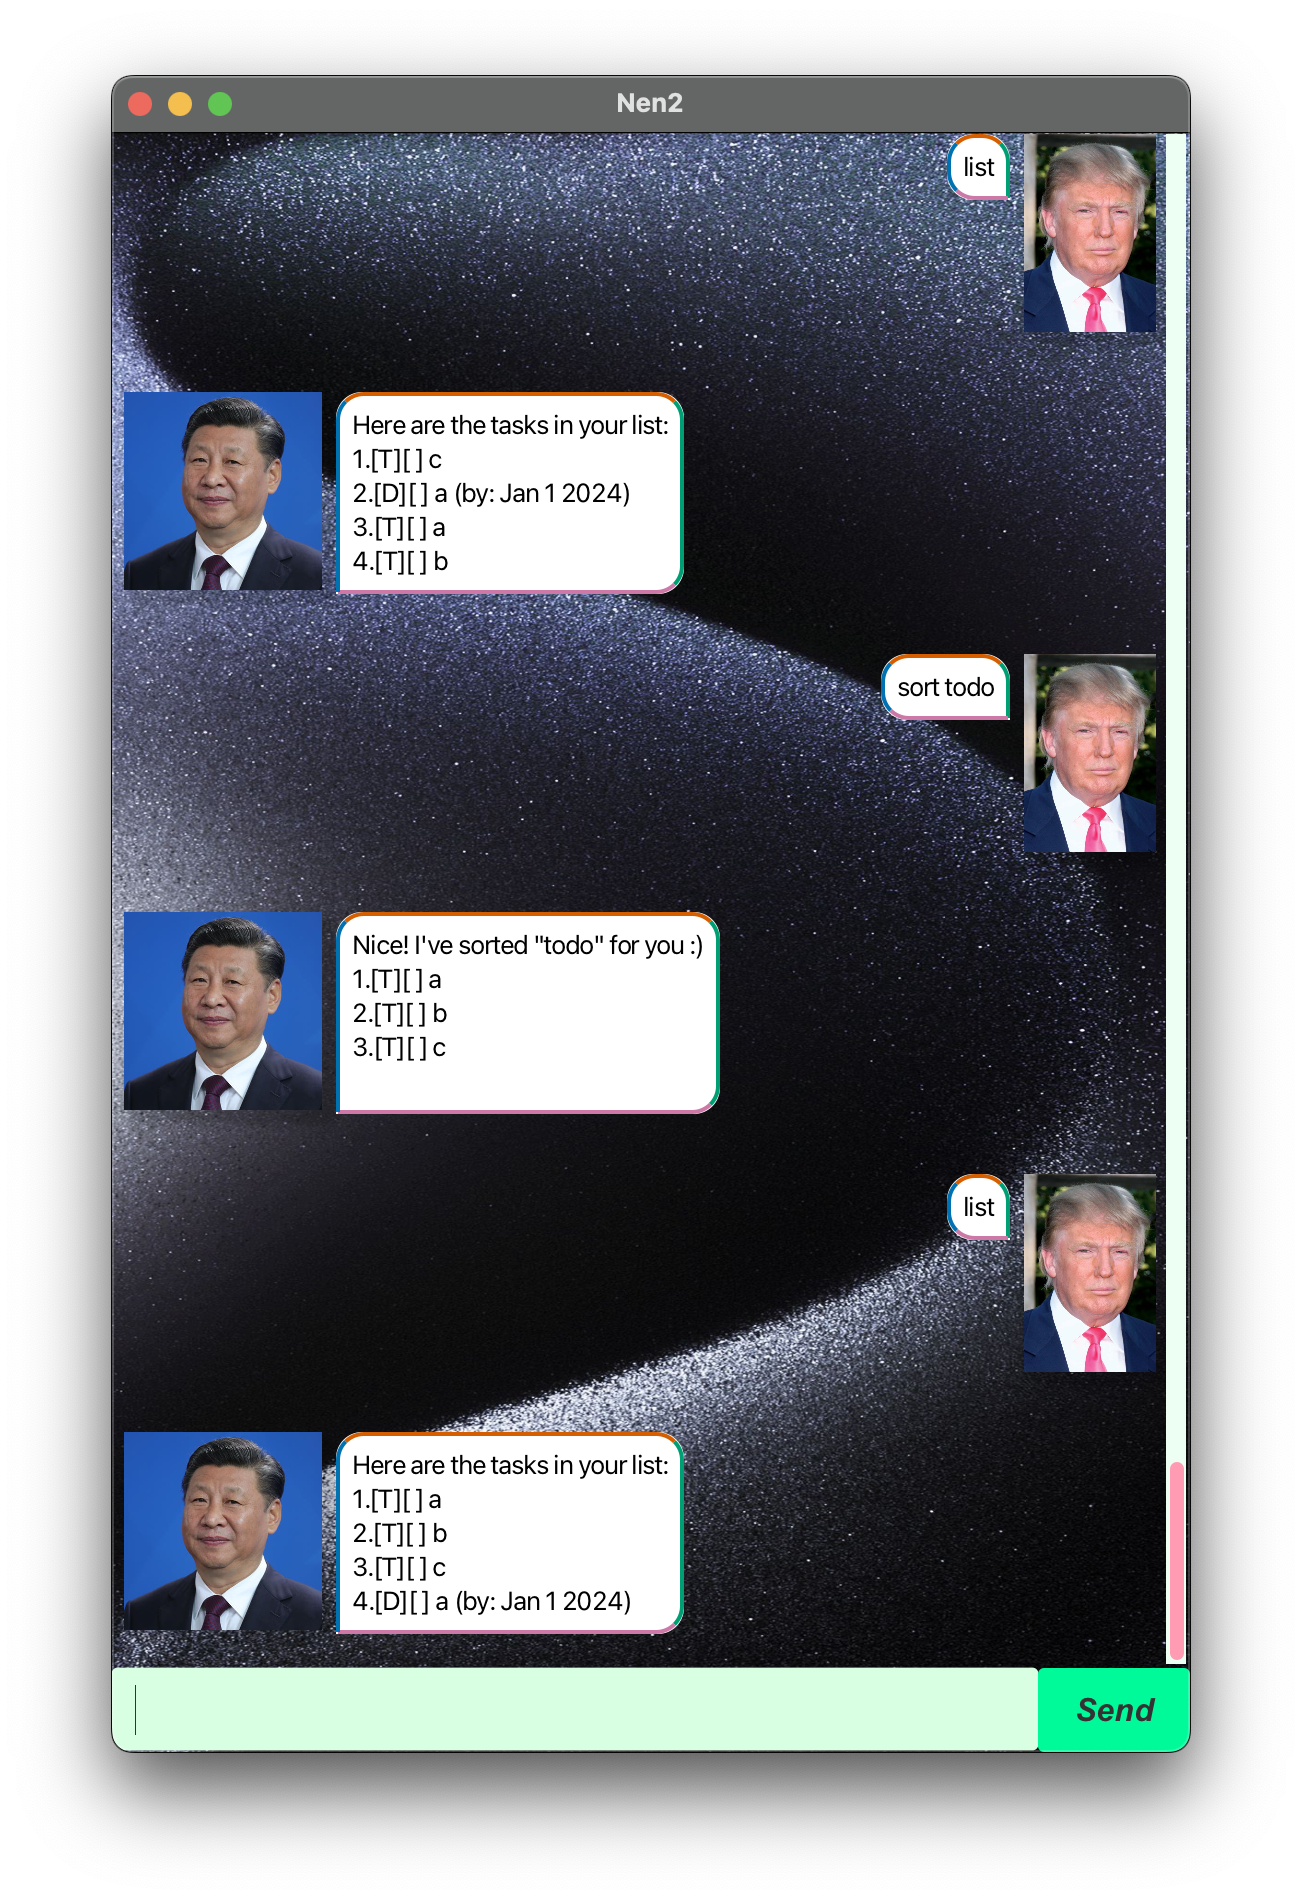 Nen2
list
Here are the tasks in your list:
1.[T][ ] c
2.[D][ ] a (by: Jan 1 2024)
3.[T][ ] a
4.[T][ ] b
sort todo
Nice! I've sorted "todo" for you :)
1.[T][ ] a
2.[T][ ] b
3.[T][ ] c
list
Here are the tasks in your list:
1.[T][ ] a
2.[T][ ] b
3.[T][ ] c
4.[D][ ] a (by: Jan 1 2024)
Send